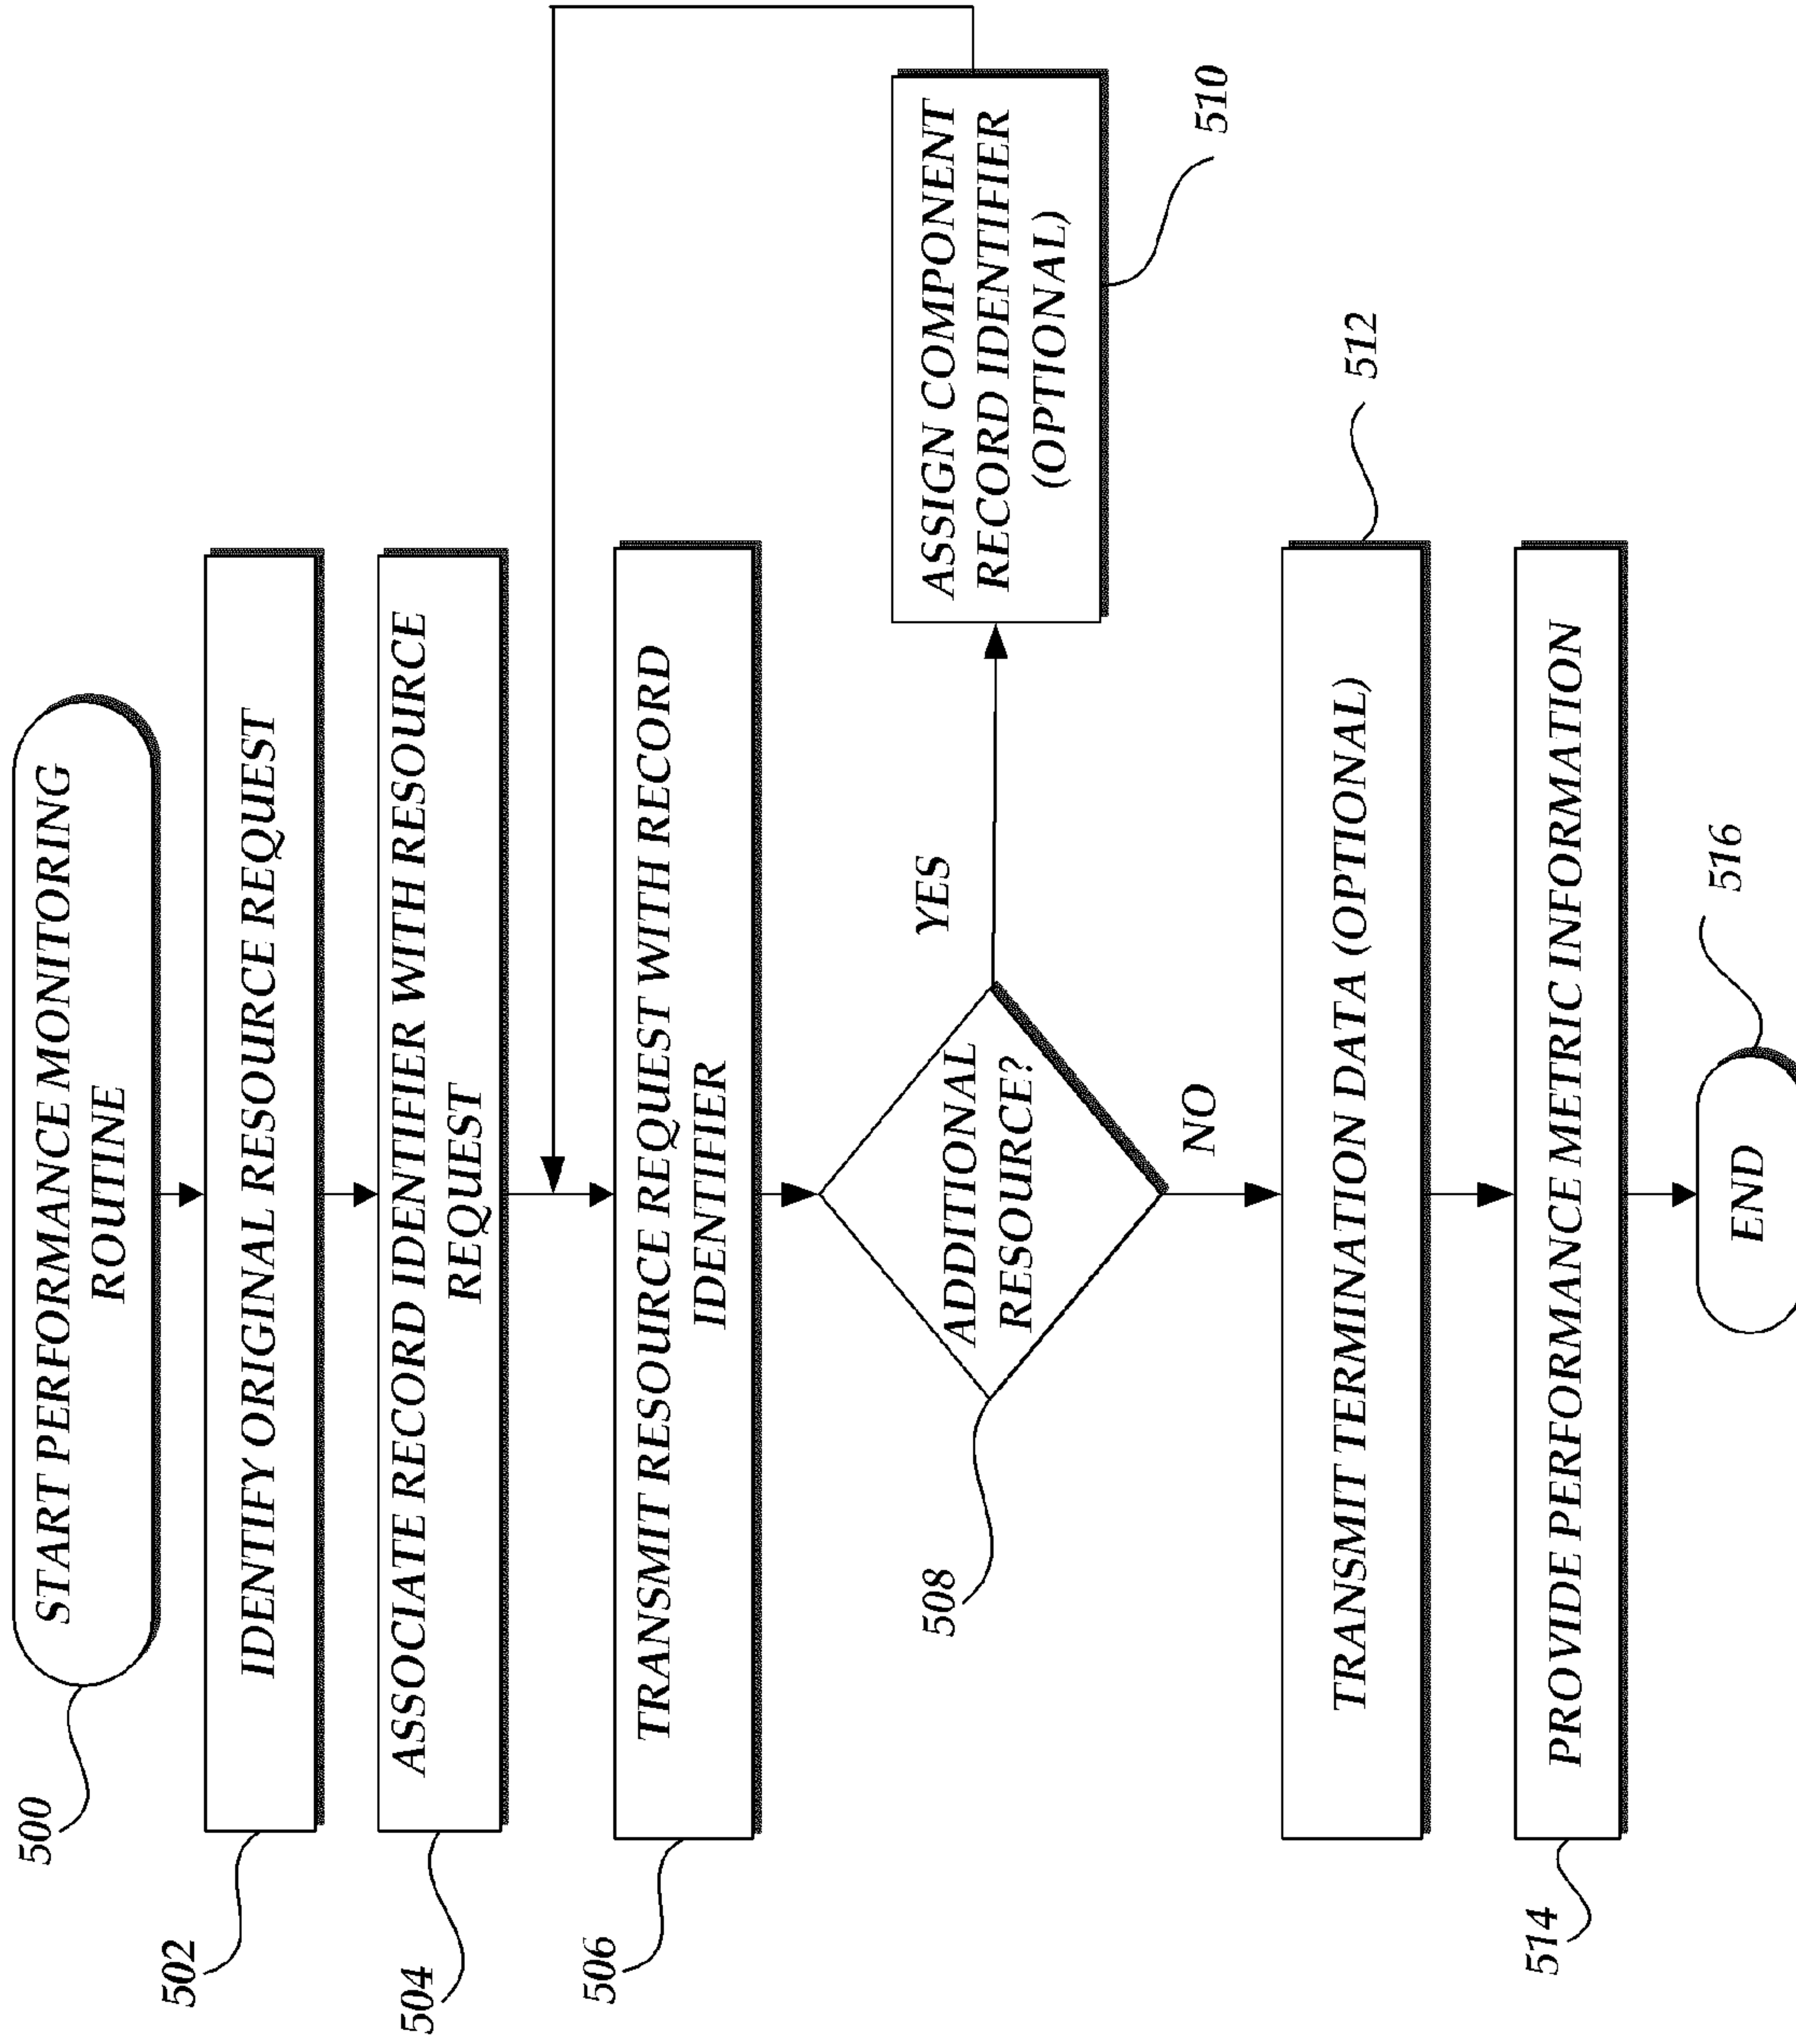 START PERFORMANCE MONITORING
ROUTINE
500
IDENTIFY ORIGINAL RESOURCE REQUEST
502
ASSOCIATE RECORD IDENTIFIER WITH RESOURCE
REQUEST
504
TRANSMIT RESOURCE REQUEST WITH RECORD
IDENTIFIER
506
ADDITIONAL
RESOURCE?
508
YES
ASSIGN COMPONENT
RECORD IDENTIFIER
(OPTIONAL)
510
NO
TRANSMIT TERMINATION DATA (OPTIONAL)
512
PROVIDE PERFORMANCE METRIC INFORMATION
514
END
516